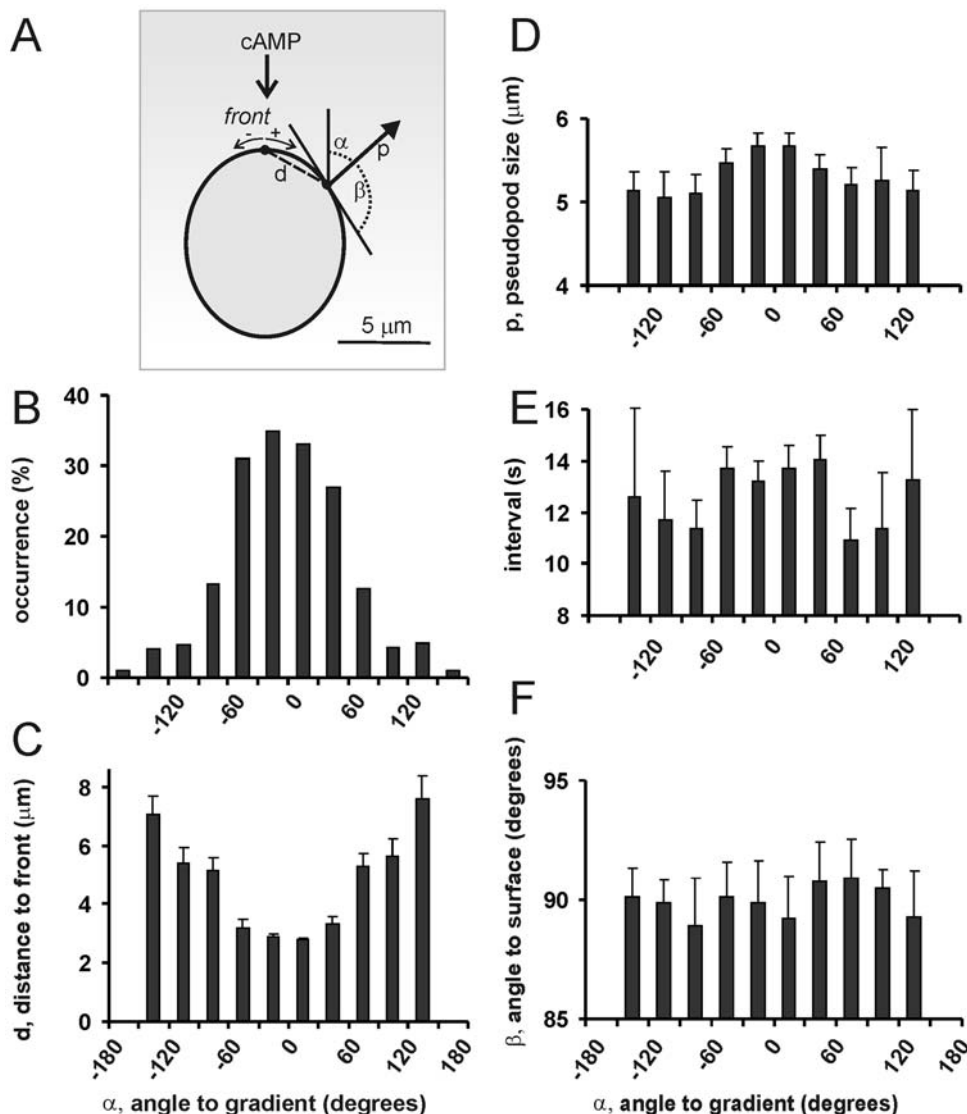 A
cAMP
front
- +
α
p
d
β
5 μm
B
occurrence (%)
40
30
20
10
0
-120
-60
0
60
120
C
d, distance to front (μm)
8
6
4
2
0
-180
-120
-60
0
60
120
180
α, angle to gradient (degrees)
D
p, pseudopod size (μm)
6
5
4
-120
-60
0
60
120
E
interval (s)
16
14
12
10
8
-120
-60
0
60
120
F
β, angle to surface (degrees)
95
90
85
-180
-120
-60
0
60
120
180
α, angle to gradient (degrees)